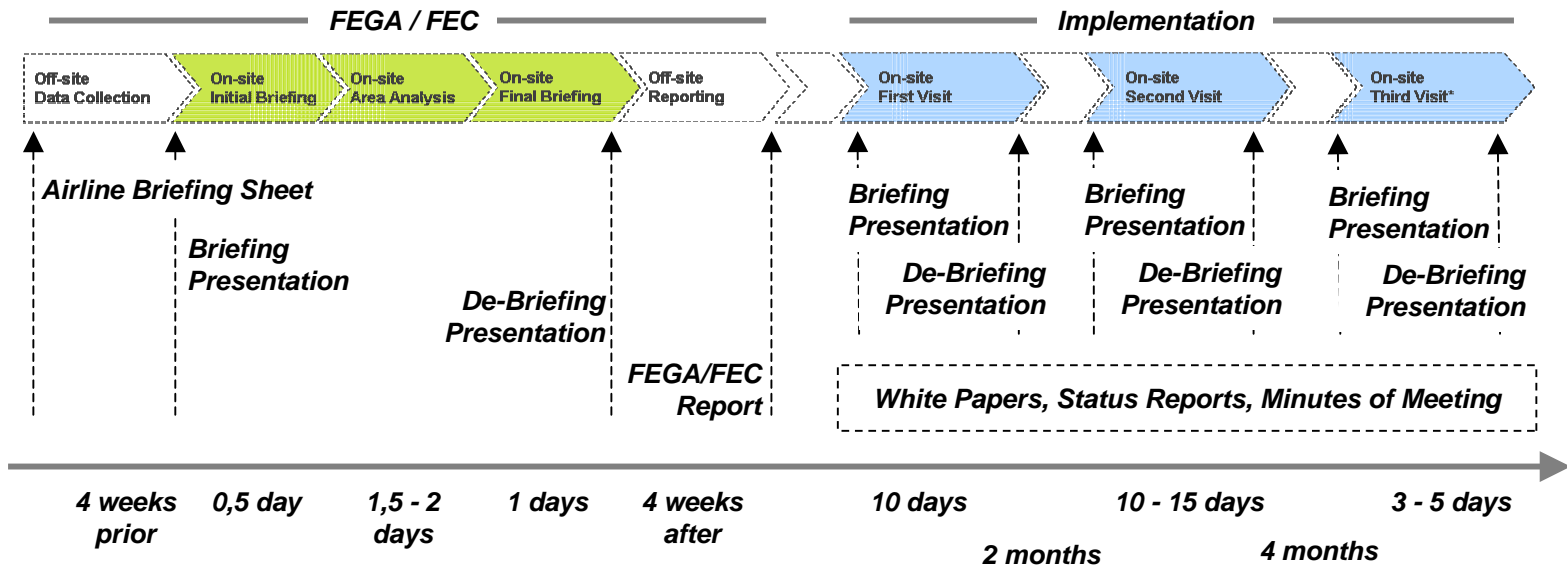 FEGA / FEC
Implementation
Off-site
Data Collection
On-site
Initial Briefing
On-site
Area Analysis
On-site
Final Briefing
Off-site
Reporting
On-site
First Visit
On-site
Second Visit
On-site
Third Visit*
Airline Briefing Sheet
Briefing
Presentation
De-Briefing
Presentation
FEGA/FEC
Report
Briefing
Presentation
De-Briefing
Presentation
Briefing
Presentation
De-Briefing
Presentation
Briefing
Presentation
De-Briefing
Presentation
White Papers, Status Reports, Minutes of Meeting
4 weeks
prior
0,5 day
1,5 - 2
days
1 days
4 weeks
after
10 days
2 months
10 - 15 days
4 months
3 - 5 days